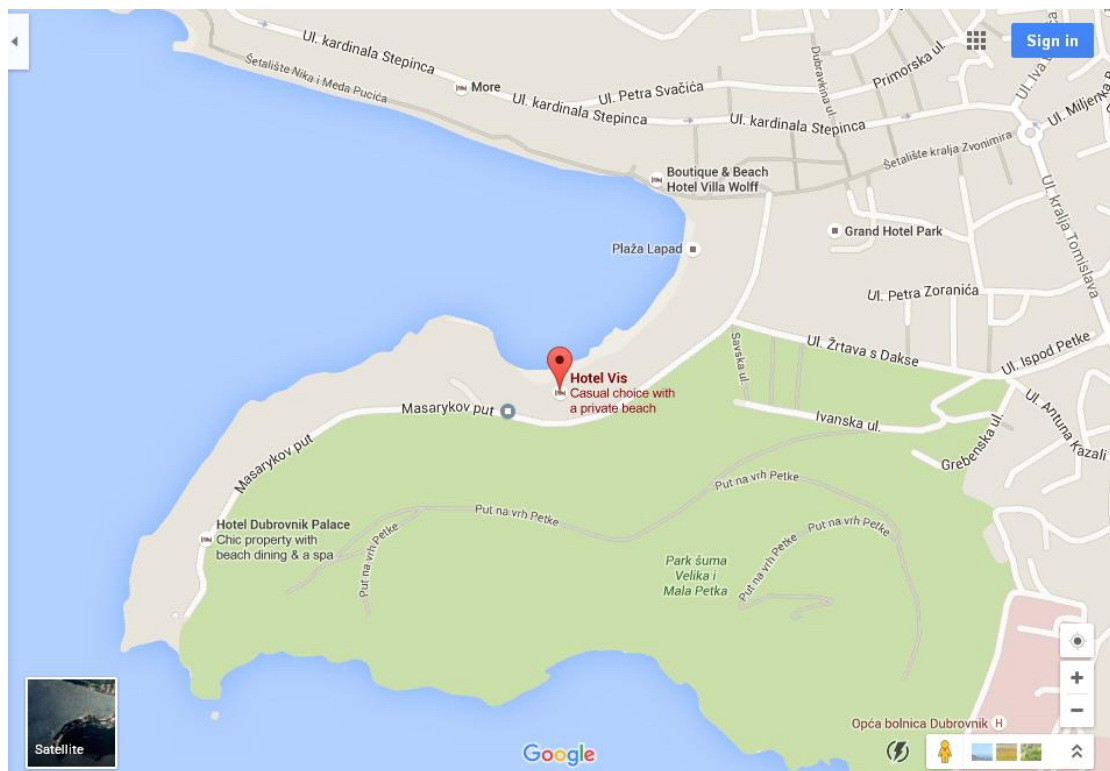 Sign in
Ul. kardinala Stepinca
Šetalište Nika i Meda Pucića
More
Ul. kardinala Stepinca
Ul. Petra Svačića
Dubravkina ul.
Primorska ul.
Ul. kardinala Stepinca
Šetalište kralja Zvonimira
Ul. kralja Tomislava
Boutique & Beach
Hotel Villa Wolff
Plaža Lapad
Grand Hotel Park
Ul. Petra Zoranića
Ul. Žrtava s Dakse
Savska ul.
Ul. Ispod Petke
Hotel Vis
Casual choice with
a private beach
Masarykov put
Ivanska ul.
Ul. Antuna Kazali
Grebenska ul.
Masarykov put
Put na vrh Petke
Put na vrh Petke
Put na vrh Petke
Hotel Dubrovnik Palace
Chic property with
beach dining & a spa
Put na vrh Petke
Put na vrh Petke
Park šuma
Velika i
Mala Petka
Opća bolnica Dubrovnik H
Satellite
Google